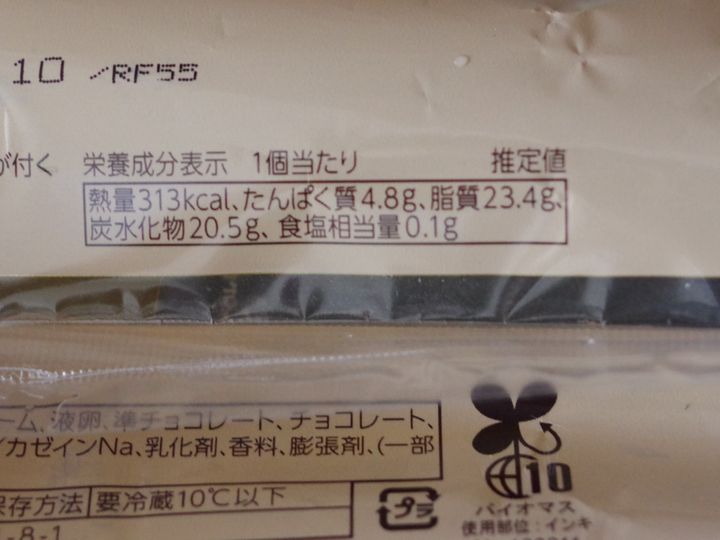 10 /RF55
が付く 栄養成分表示 1個当たり 推定値
熱量313kcal、たんぱく質4.8g、脂質23.4g、
炭水化物20.5g、食塩相当量0.1g
ーム、液卵、準チョコレート、チョコレート、
/カゼインNa、乳化剤、香料、膨張剤、(一部
保存方法 要冷蔵10℃以下
-8-1
プラ
10
バイオマス
使用部位:インキ